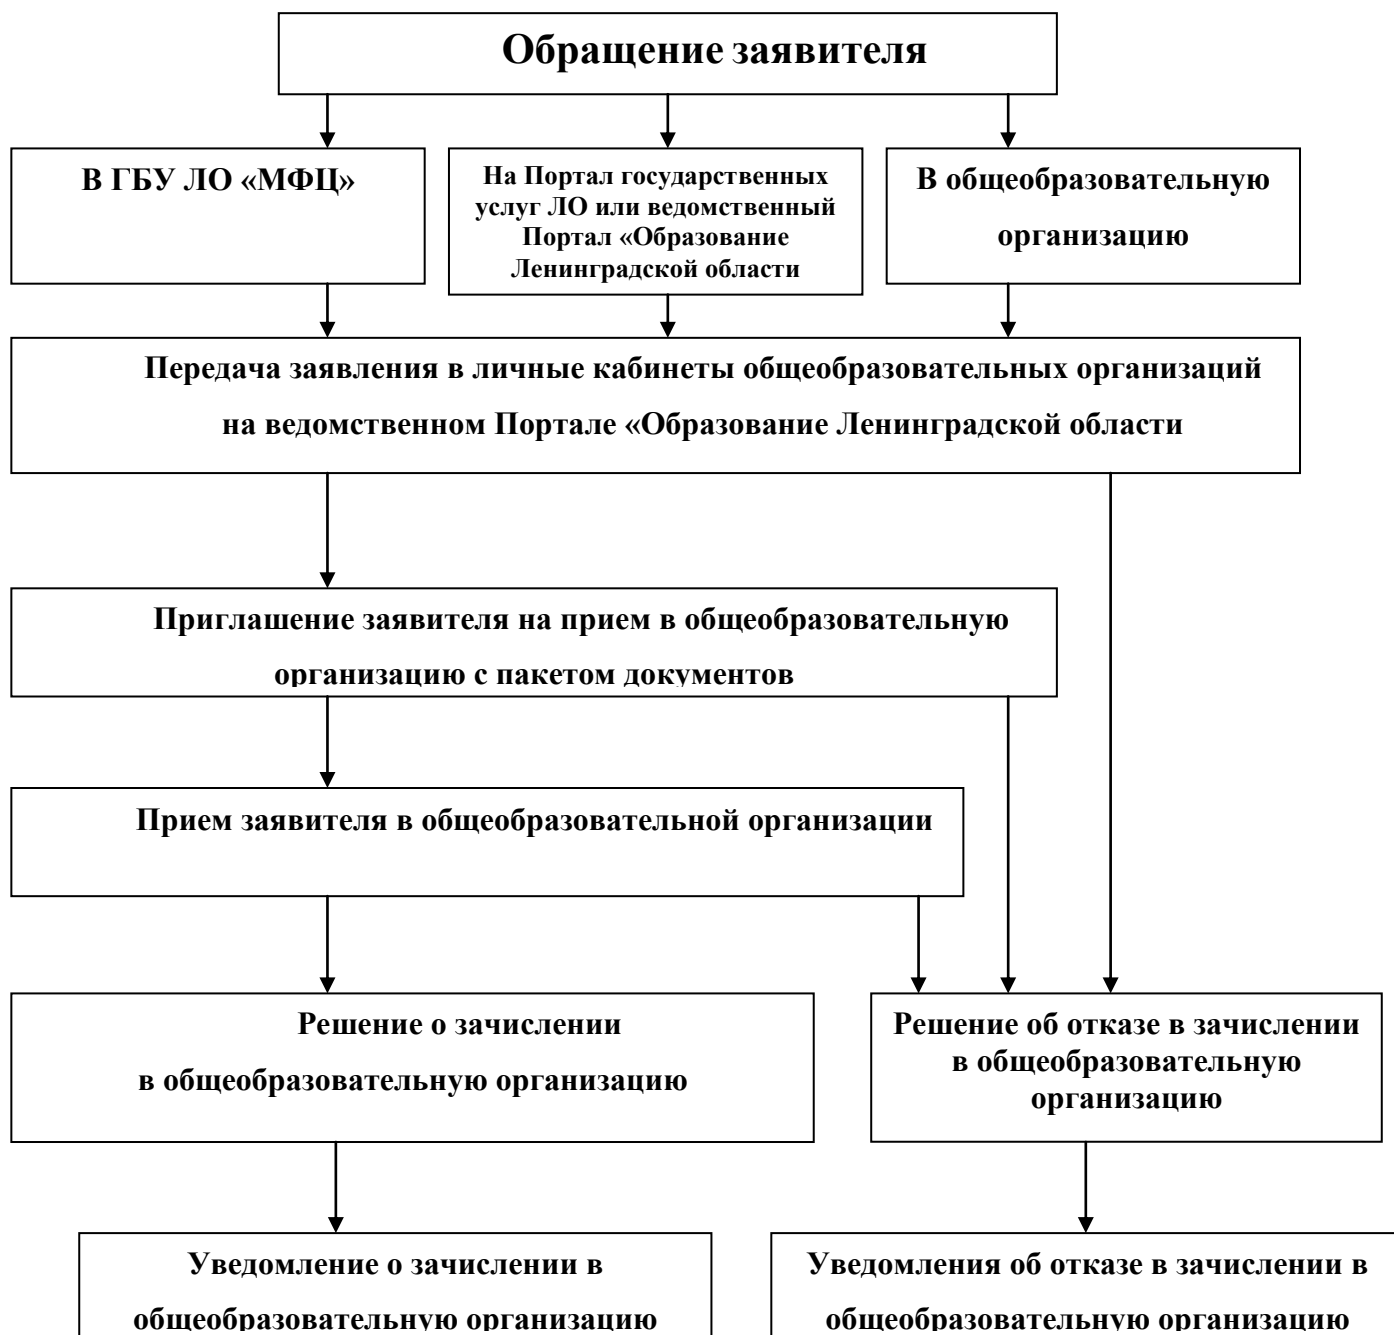 Обращение заявителя
В ГБУ ЛО «МФЦ»
На Портал государственных
услуг ЛО или ведомственный
Портал «Образование
Ленинградской области
В общеобразовательную
организацию
Передача заявления в личные кабинеты общеобразовательных организаций
на ведомственном Портале «Образование Ленинградской области
Приглашение заявителя на прием в общеобразовательную
организацию с пакетом документов
Прием заявителя в общеобразовательной организации
Решение о зачислении
в общеобразовательную организацию
Решение об отказе в зачислении
в общеобразовательную
организацию
Уведомление о зачислении в
общеобразовательную организацию
Уведомления об отказе в зачислении в
общеобразовательную организацию